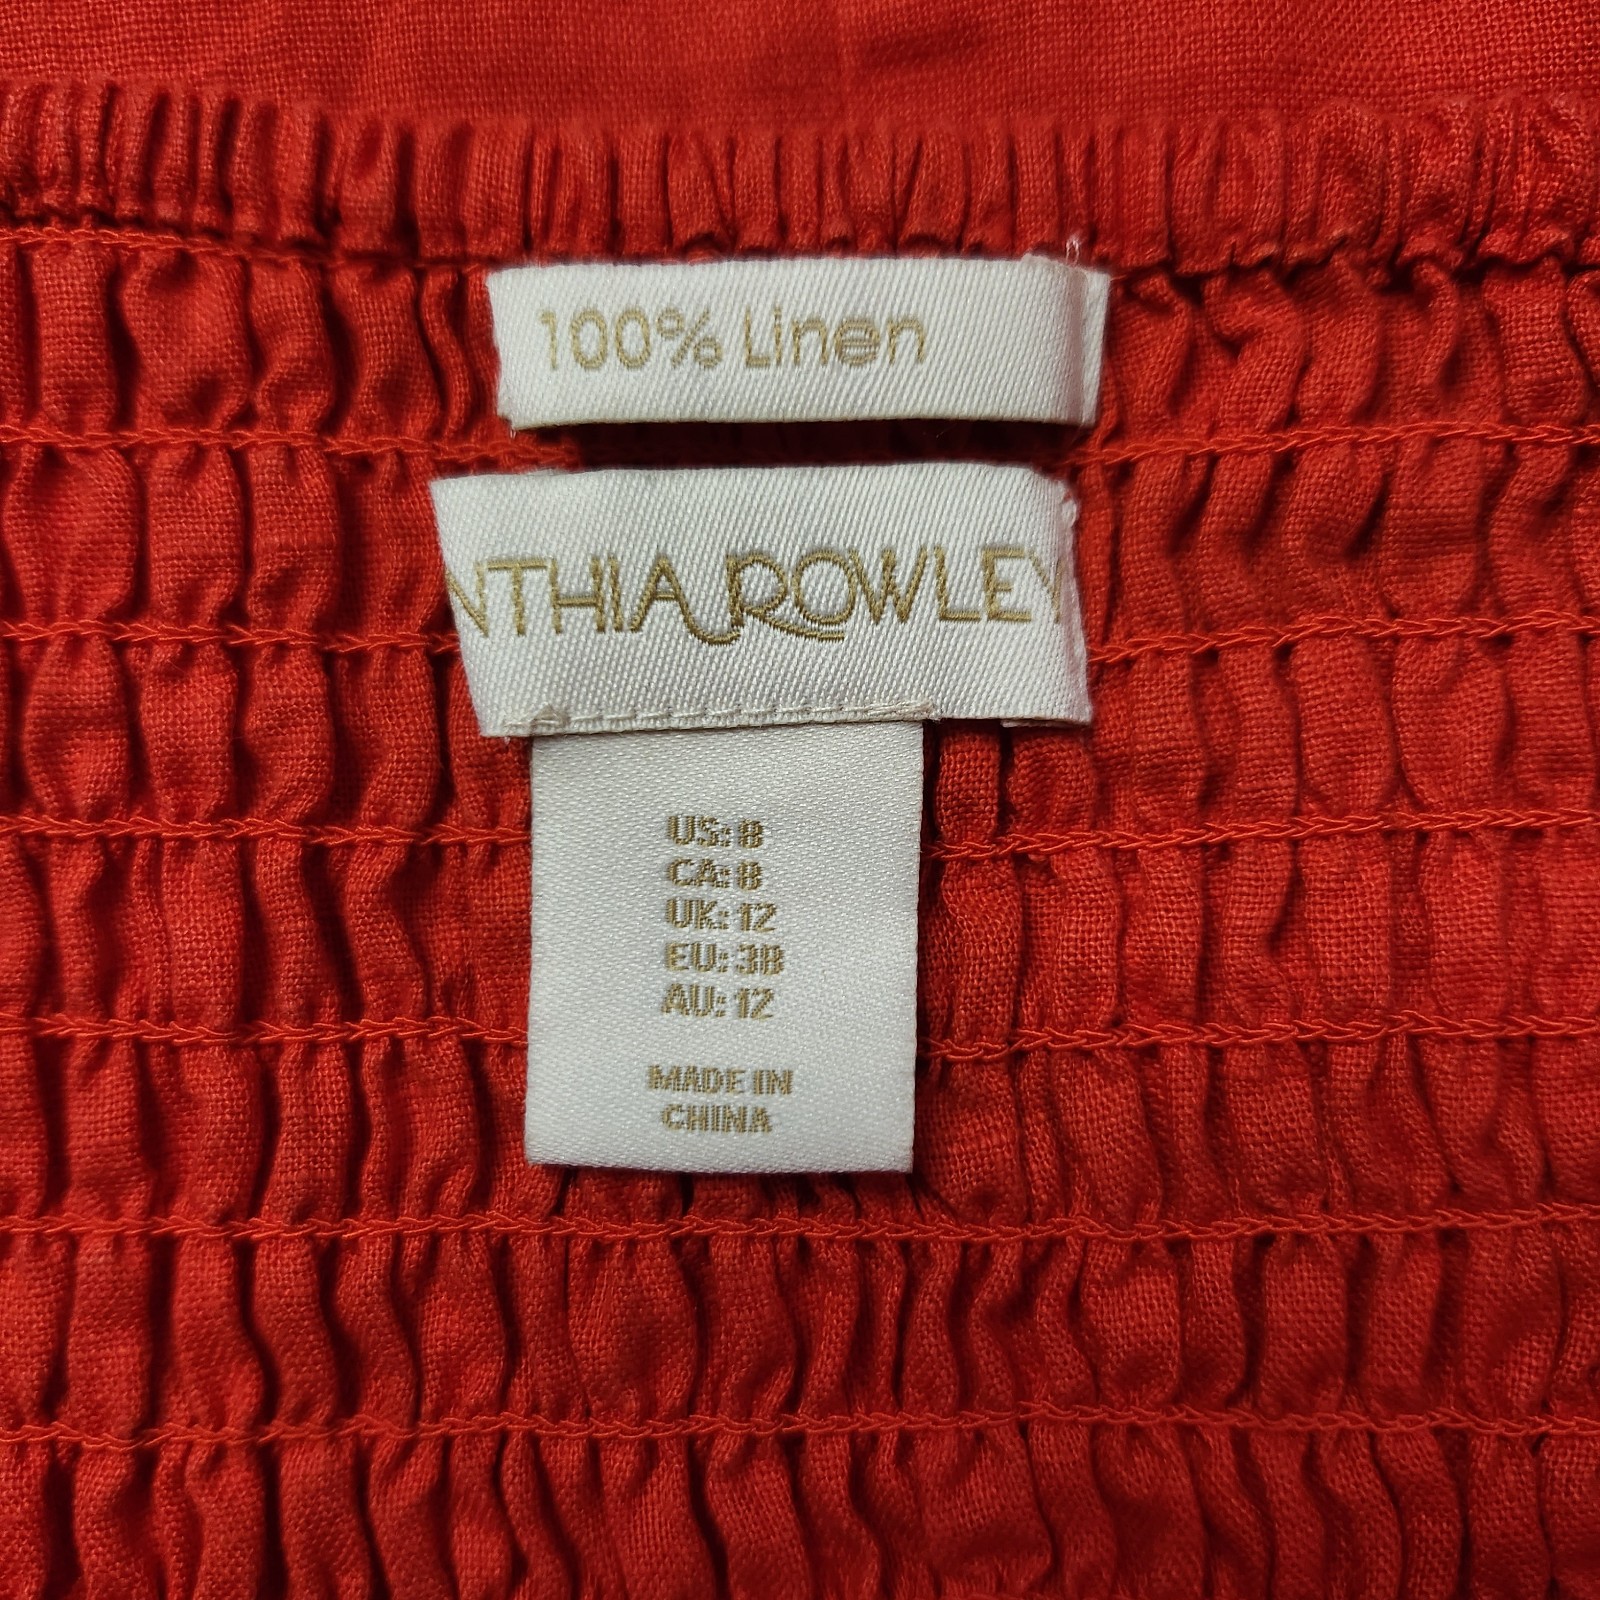 100% Linen
NTHIA ROWLEY
US: 8
CA: 8
UK: 12
EU: 38
AU: 12
MADE IN
CHINA